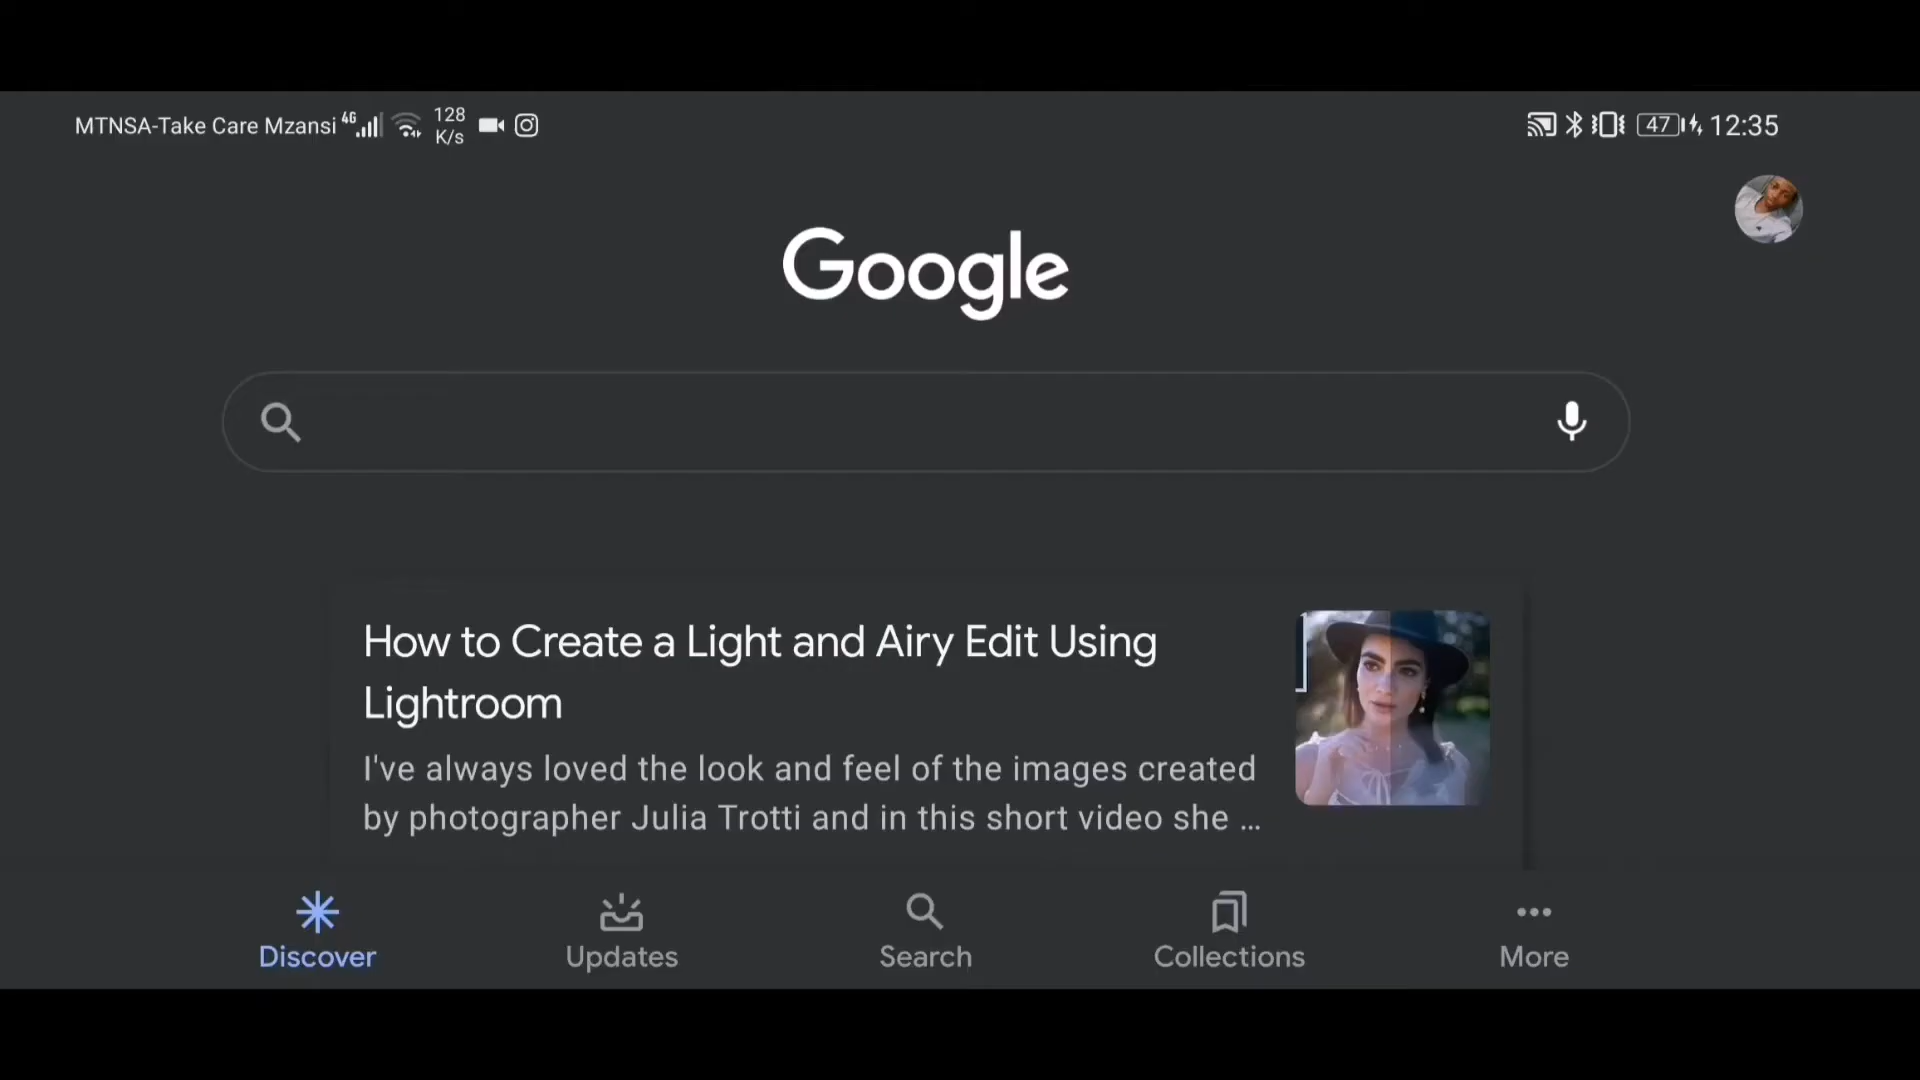 MTNSA-Take Care Mzansi 4G 128 K/s 47 12:35
Google
How to Create a Light and Airy Edit Using
Lightroom
I've always loved the look and feel of the images created
by photographer Julia Trotti and in this short video she ...
Discover Updates Search Collections More